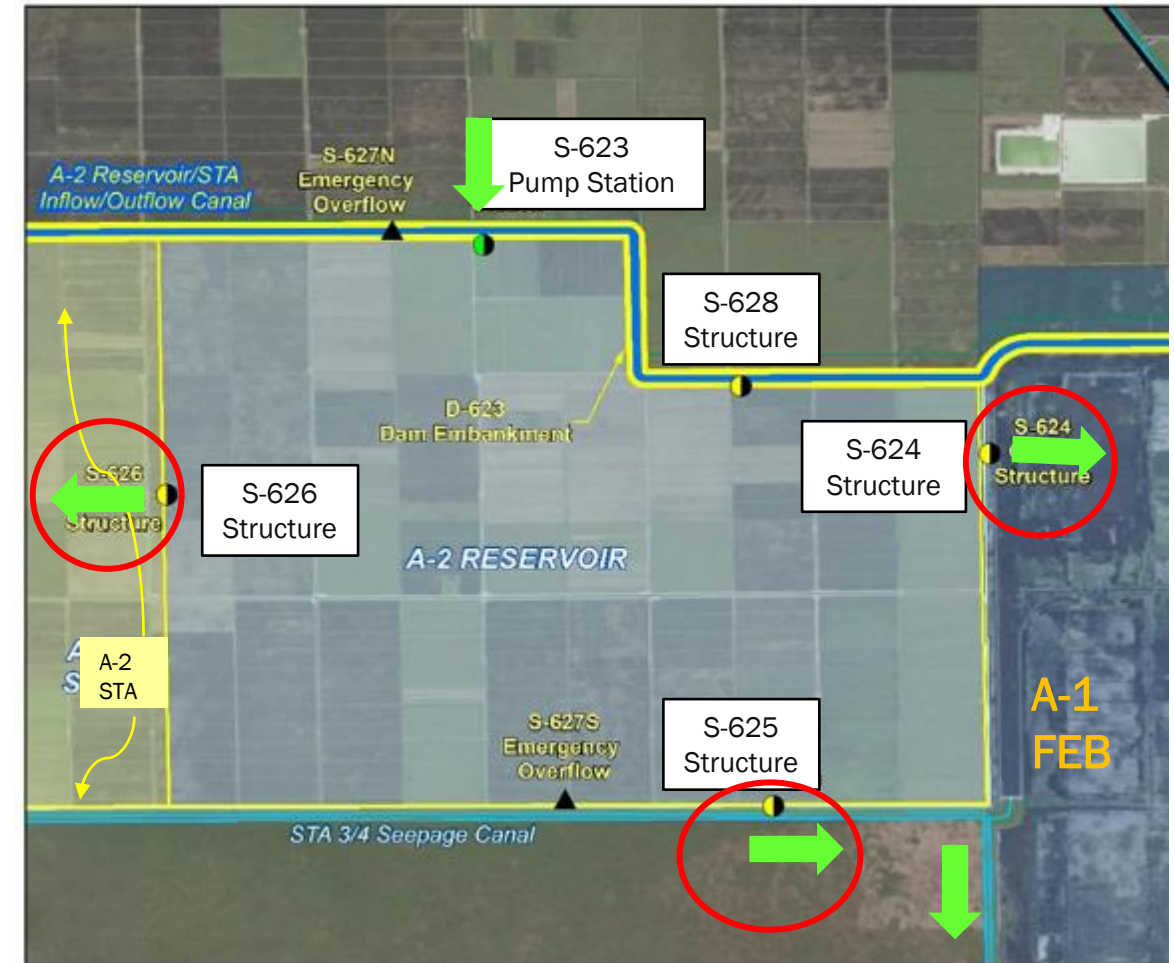 S-627N
Emergency
Overflow
S-623
Pump Station
A-2 Reservoir/STA
Inflow/Outflow Canal
S-628
Structure
D-623
Dam Embankment
S-624
Structure
S-624
Structure
S-626
Structure
S-626
Structure
A-2 RESERVOIR
A-2
STA
A
S
A-1
FEB
S-627S
Emergency
Overflow
S-625
Structure
STA 3/4 Seepage Canal